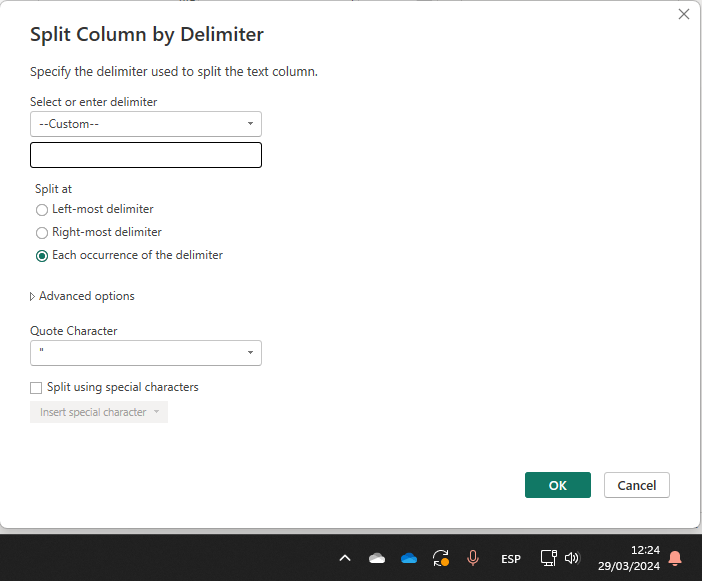 Split Column by Delimiter
Specify the delimiter used to split the text column.
Select or enter delimiter
--Custom--
Split at
Left-most delimiter
Right-most delimiter
Each occurrence of the delimiter
Advanced options
Quote Character
"
Split using special characters
Insert special character
OK
Cancel
ESP
12:24
29/03/2024